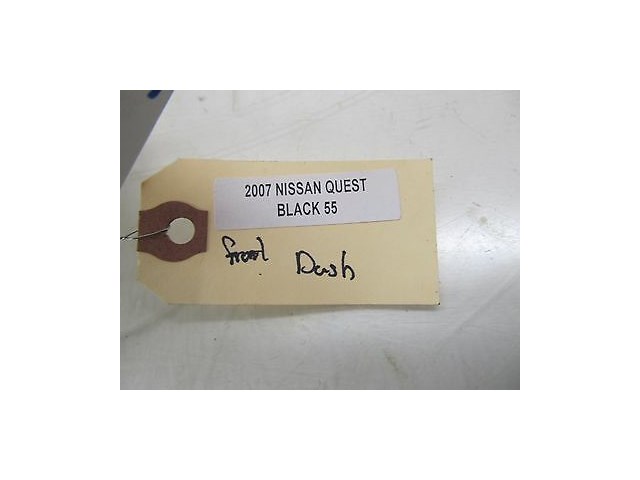 2007 NISSAN QUEST
BLACK 55
front Dash